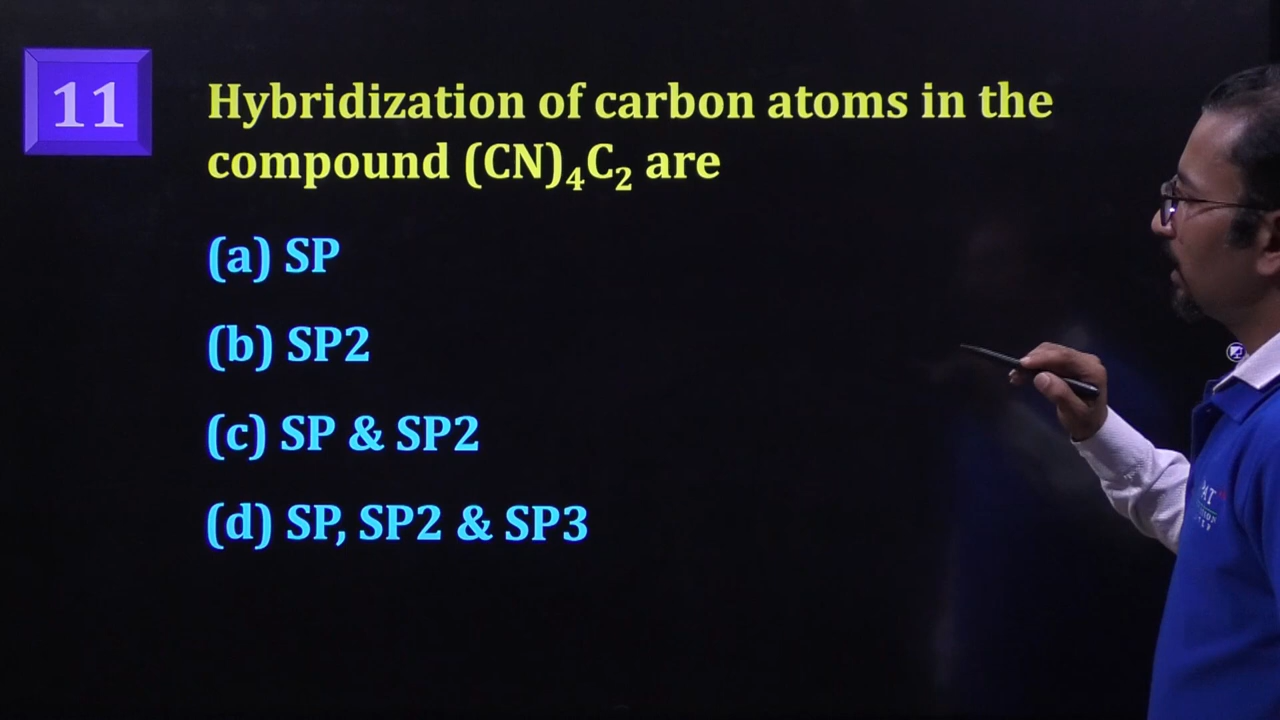 11
Hybridization of carbon atoms in the
compound (CN)₄C₂ are
(a) SP
(b) SP2
(c) SP & SP2
(d) SP, SP2 & SP3